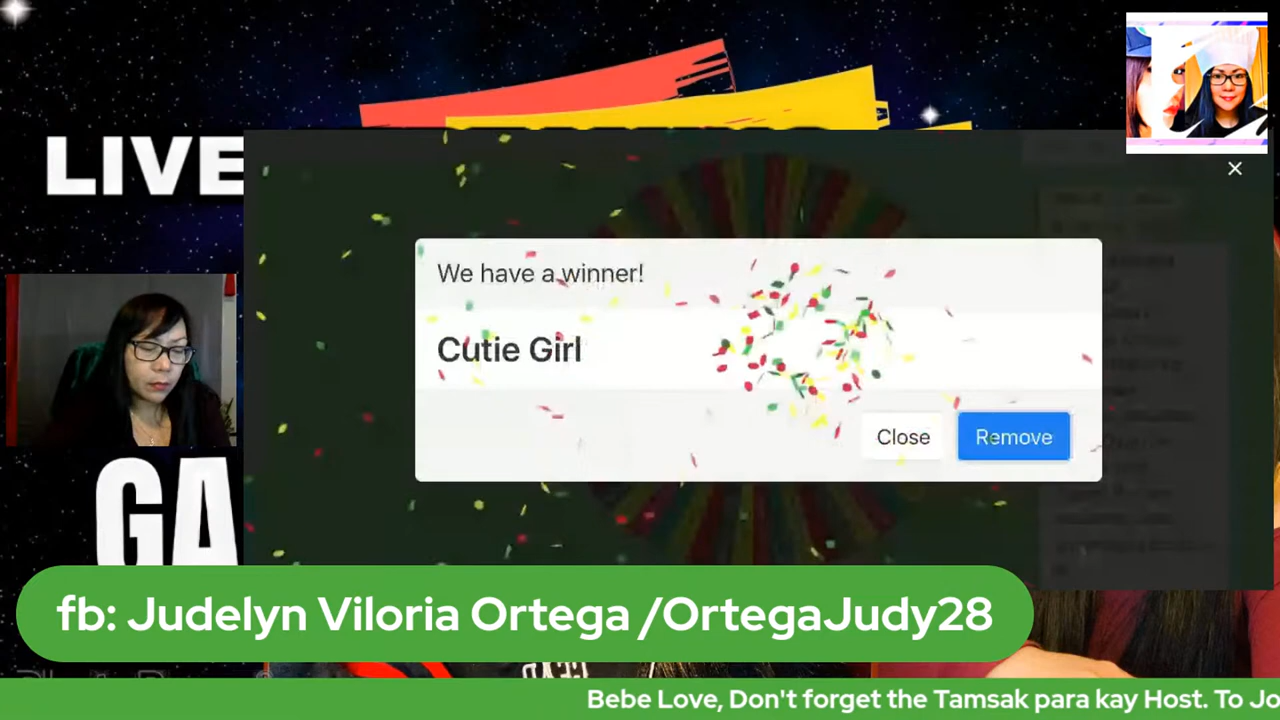 LIVE
We have a winner!
Cutie Girl
Close Remove
GA
fb: Judelyn Viloria Ortega /OrtegaJudy28
Bebe Love, Don't forget the Tamsak para kay Host. To Jo